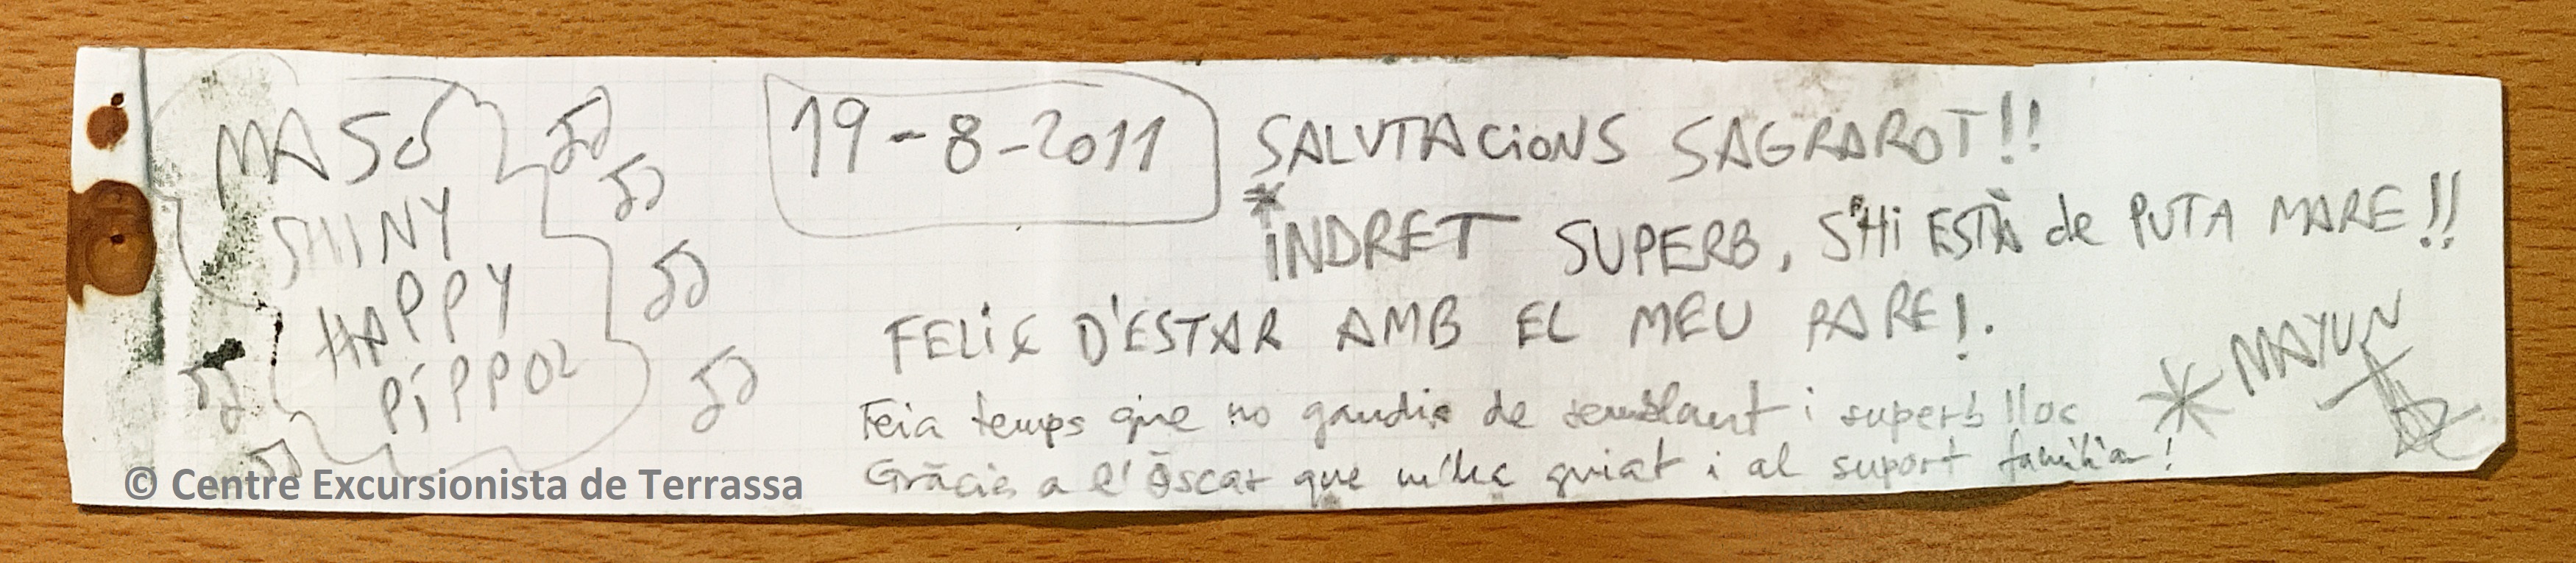 MASÓ
SHINY
HAPPY
PIPPOL
19-8-2011
SALUTACIONS SAGRAROT!!
* INDRET SUPERB, S'HI ESTÀ de PUTA MARE!!
FELIÇ D'ESTAR AMB EL MEU PARE!.
* MAYUN
Feia temps que no gaudia de semblant i superb lloc
Gràcies a l'Òscar que m'ha guiat i al suport familiar!
© Centre Excursionista de Terrassa